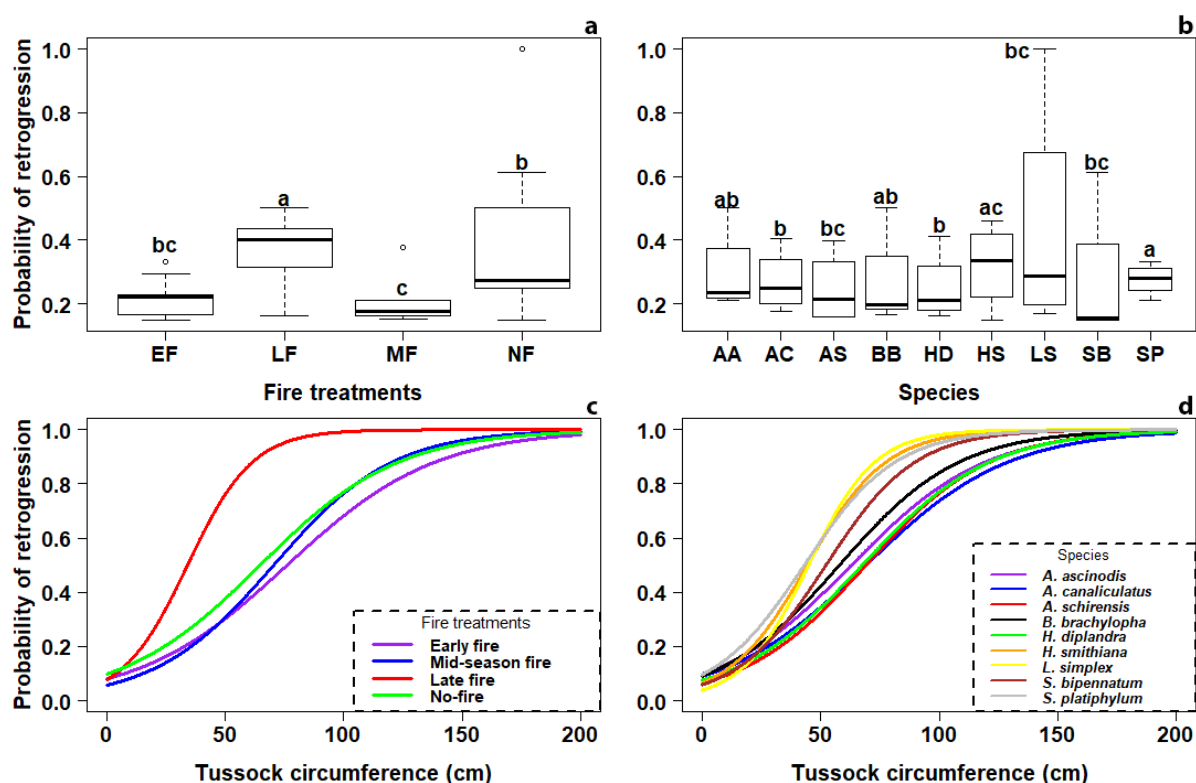 a
Probability of retrogression
1.0
0.8
0.6
0.4
0.2
bc
a
c
b
EF LF MF NF
Fire treatments
b
1.0
0.8
0.6
0.4
0.2
ab
b
bc
ab
b
ac
bc
bc
a
AA AC AS BB HD HS LS SB SP
Species
c
Probability of retrogression
1.0
0.8
0.6
0.4
0.2
0.0
Fire treatments
Early fire
Mid-season fire
Late fire
No-fire
0 50 100 150 200
Tussock circumference (cm)
d
1.0
0.8
0.6
0.4
0.2
0.0
Species
A. ascinodis
A. canaliculatus
A. schirensis
B. brachylopha
H. diplandra
H. smithiana
L. simplex
S. bipennatum
S. platiphylum
0 50 100 150 200
Tussock circumference (cm)